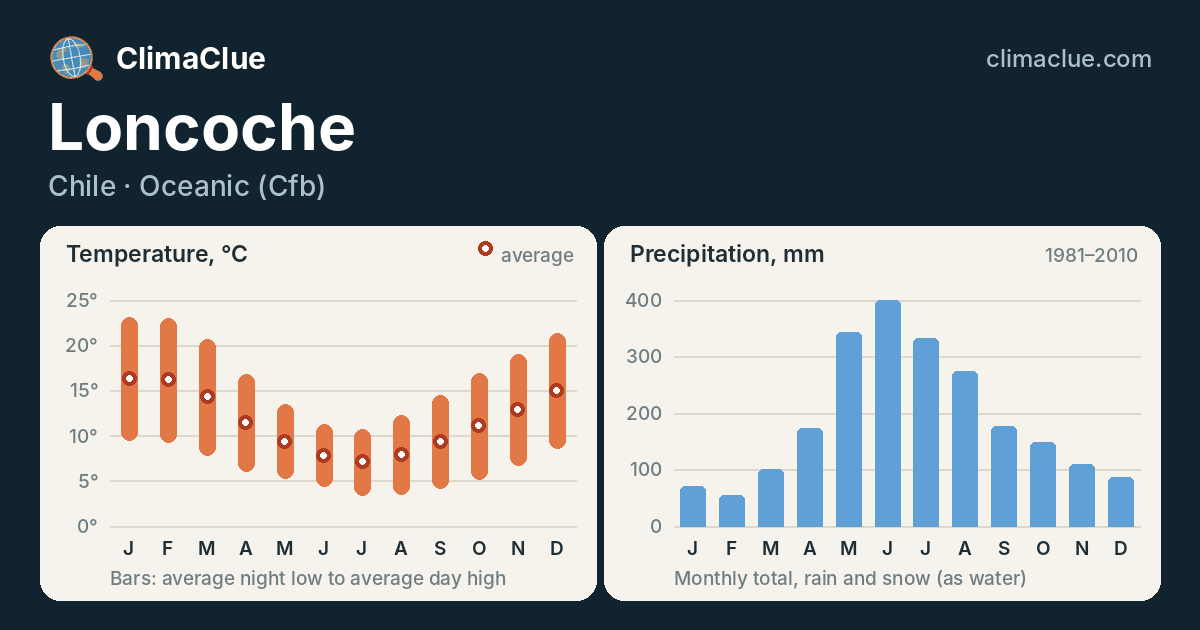 ClimaClue
climaclue.com
Loncoche
Chile · Oceanic (Cfb)
Temperature, °C
average
25°
20°
15°
10°
5°
0°
J F M A M J J A S O N D
Bars: average night low to average day high
Precipitation, mm
1981–2010
400
300
200
100
0
J F M A M J J A S O N D
Monthly total, rain and snow (as water)